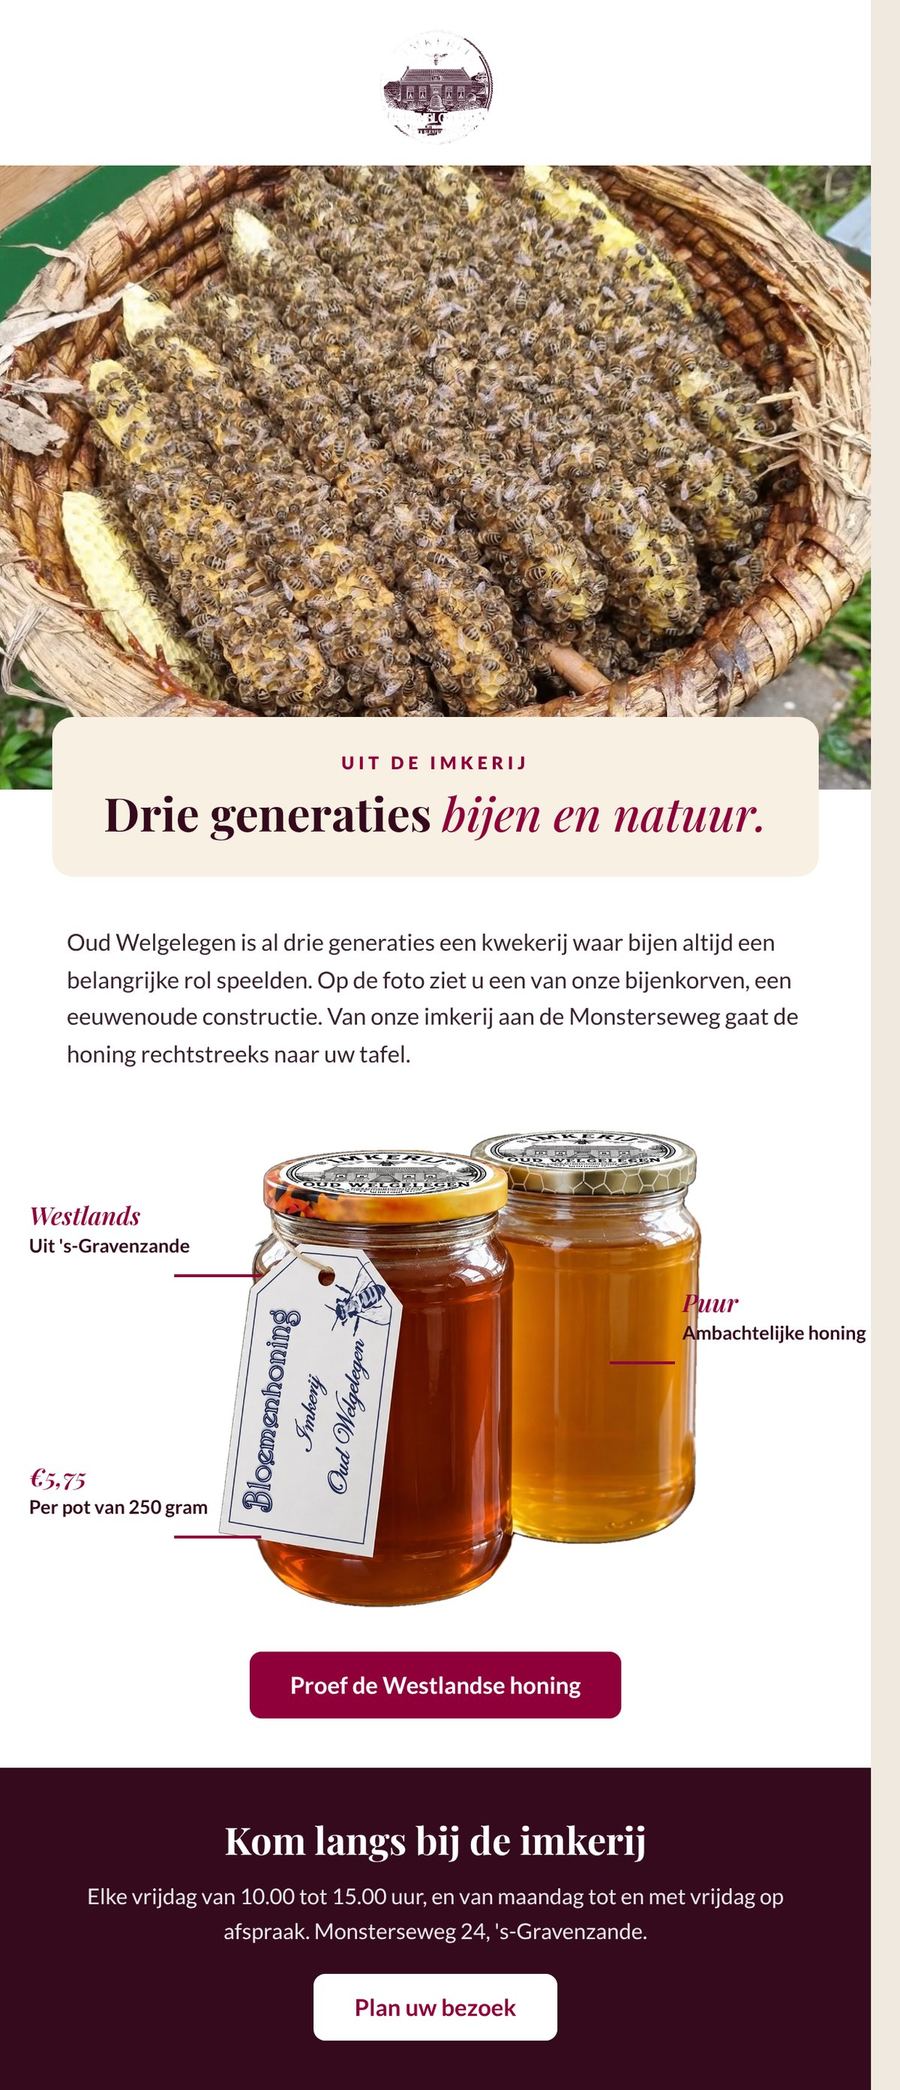 UIT DE IMKERIJ
Drie generaties bijen en natuur.
Oud Welgelegen is al drie generaties een kwekerij waar bijen altijd een
belangrijke rol speelden. Op de foto ziet u een van onze bijenkorven, een
eeuwenoude constructie. Van onze imkerij aan de Monsterseweg gaat de
honing rechtstreeks naar uw tafel.
IMKERIJ
OUD WELGELEGEN
IMKERIJ
OUD WELGELEGEN
Westlands
Uit 's-Gravenzande
Puur
Ambachtelijke honing
Bloemenhoning
Imkerij
Oud Welgelegen
€5,75
Per pot van 250 gram
Proef de Westlandse honing
Kom langs bij de imkerij
Elke vrijdag van 10.00 tot 15.00 uur, en van maandag tot en met vrijdag op
afspraak. Monsterseweg 24, 's-Gravenzande.
Plan uw bezoek